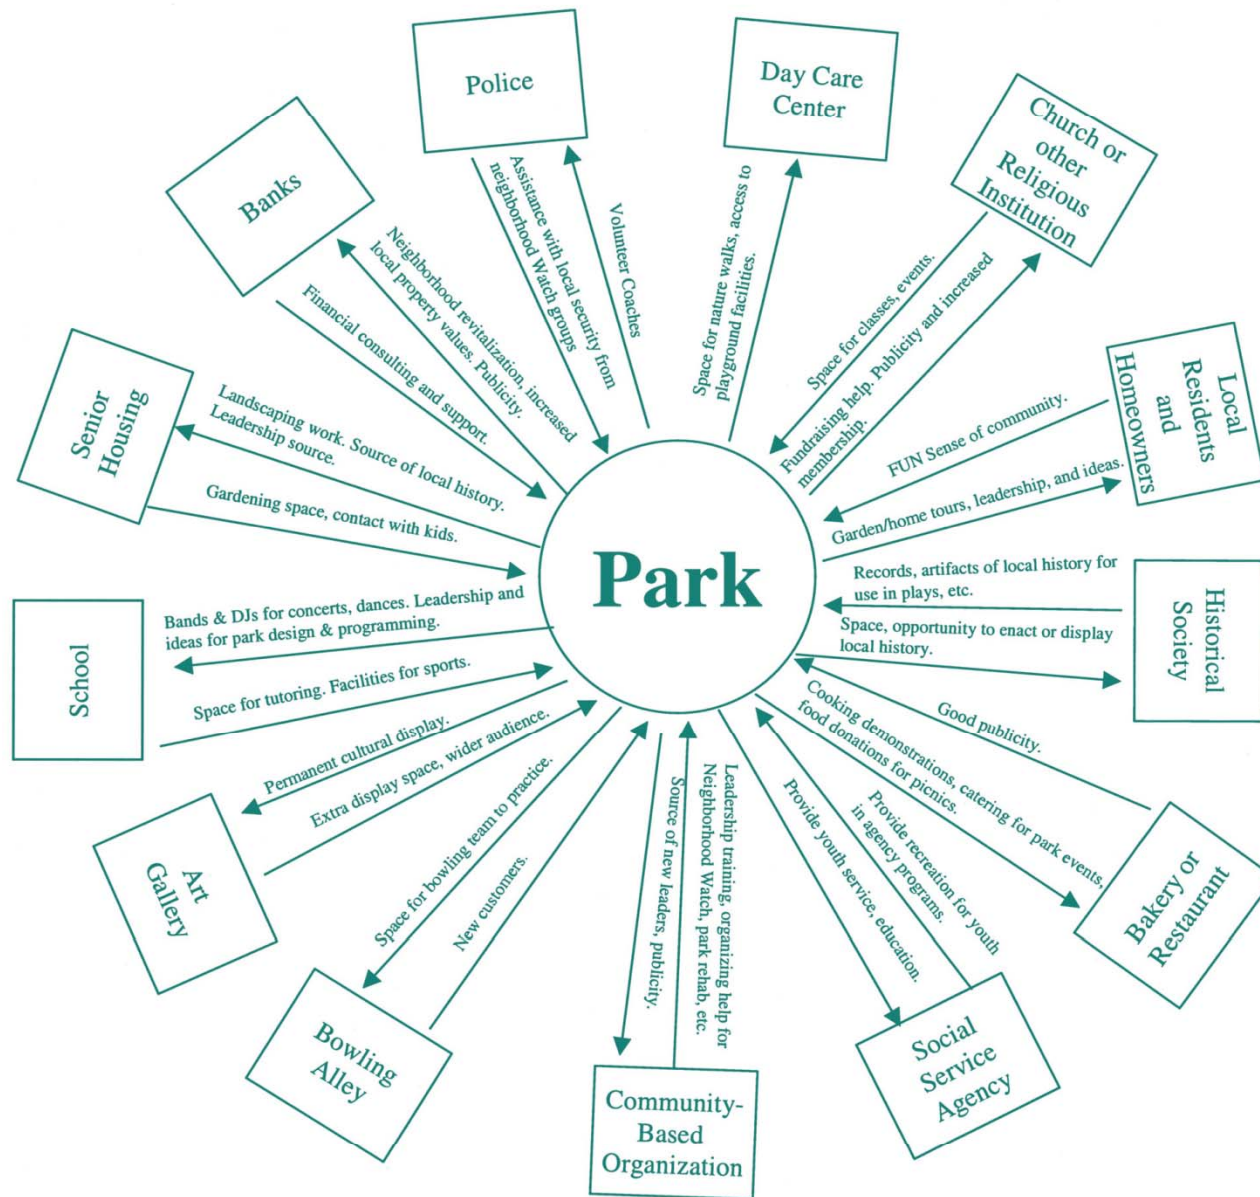 Park
Police
Assistance with local security from
neighborhood Watch groups
Volunteer Coaches
Day Care
Center
Space for nature walks, access to
playground facilities.
Church or
other
Religious
Institution
Space for classes, events.
Fundraising help. Publicity and increased
membership.
Local
Residents
and
Homeowners
FUN Sense of community.
Garden/home tours, leadership, and ideas.
Historical
Society
Records, artifacts of local history for
use in plays, etc.
Space, opportunity to enact or display
local history.
Bakery or
Restaurant
Good publicity.
Cooking demonstrations, catering for park events,
food donations for picnics.
Social
Service
Agency
Provide recreation for youth
in agency programs.
Provide youth service, education.
Community-
Based
Organization
Leadership training, organizing help for
Neighborhood Watch, park rehab, etc.
Source of new leaders, publicity.
Bowling
Alley
Space for bowling team to practice.
New customers.
Art
Gallery
Permanent cultural display.
Extra display space, wider audience.
School
Bands & DJs for concerts, dances. Leadership and
ideas for park design & programming.
Space for tutoring. Facilities for sports.
Senior
Housing
Landscaping work. Source of local history.
Leadership source.
Gardening space, contact with kids.
Banks
Neighborhood revitalization, increased
local property values. Publicity.
Financial consulting and support.